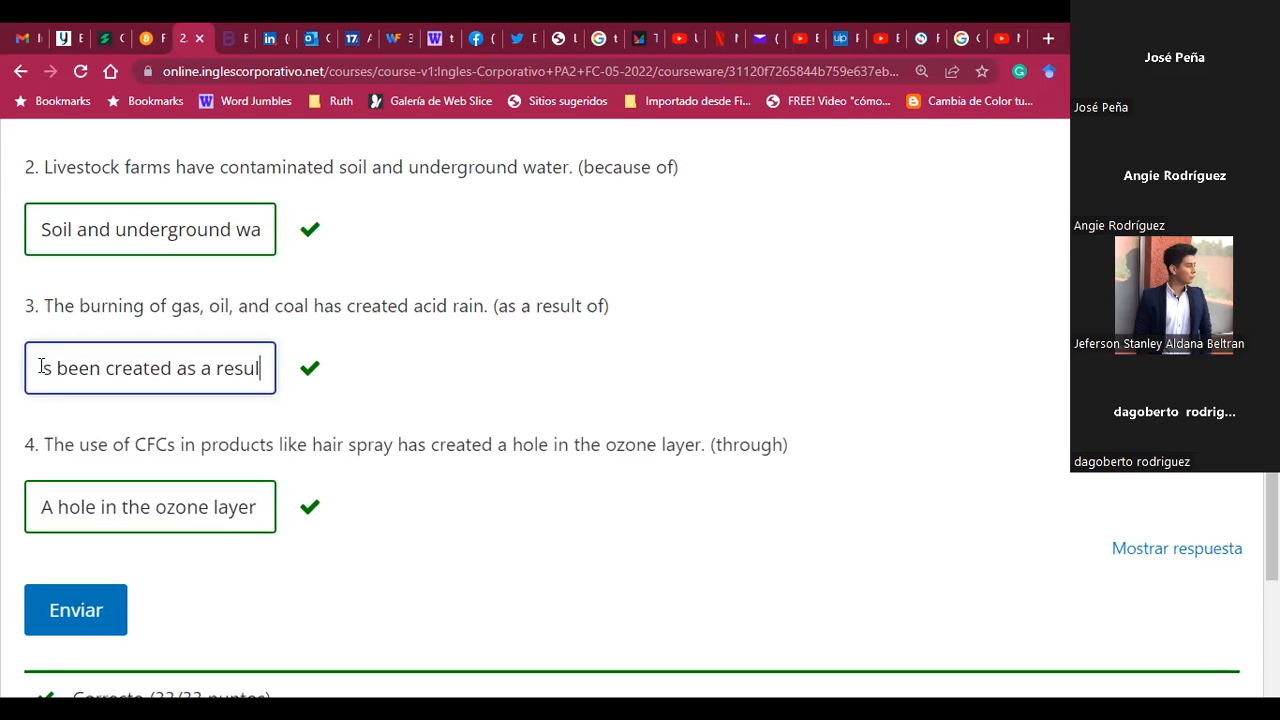 2.
online.inglescorporativo.net/courses/course-v1:Ingles-Corporativo+PA2+FC-05-2022/courseware/31120f7265844b759e637eb...
Bookmarks Bookmarks Word Jumbles Ruth Galería de Web Slice Sitios sugeridos Importado desde Fi... FREE! Video "cómo... Cambia de Color tu...
2. Livestock farms have contaminated soil and underground water. (because of)
Soil and underground wa
3. The burning of gas, oil, and coal has created acid rain. (as a result of)
s been created as a resul
4. The use of CFCs in products like hair spray has created a hole in the ozone layer. (through)
A hole in the ozone layer
Mostrar respuesta
Enviar
Correcto (33/33 puntos)
José Peña
José Peña
Angie Rodríguez
Angie Rodríguez
Jeferson Stanley Aldana Beltran
dagoberto rodrig...
dagoberto rodriguez